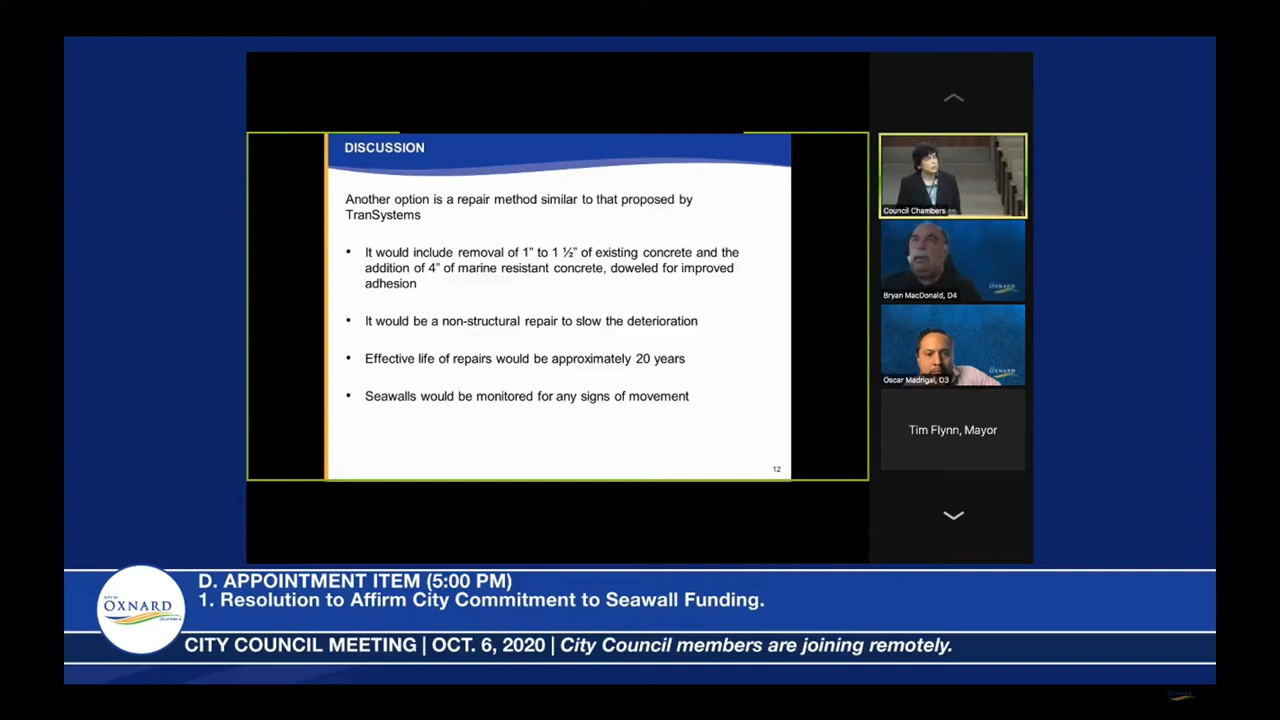 DISCUSSION
Another option is a repair method similar to that proposed by
TranSystems
• It would include removal of 1” to 1 ½” of existing concrete and the
addition of 4” of marine resistant concrete, doweled for improved
adhesion
• It would be a non-structural repair to slow the deterioration
• Effective life of repairs would be approximately 20 years
• Seawalls would be monitored for any signs of movement
12
Council Chambers
Bryan MacDonald, D4
OXNARD
Oscar Madrigal, D3
OXNARD
Tim Flynn, Mayor
D. APPOINTMENT ITEM (5:00 PM)
1. Resolution to Affirm City Commitment to Seawall Funding.
CITY OF
OXNARD
CALIFORNIA
CITY COUNCIL MEETING | OCT. 6, 2020 | City Council members are joining remotely.